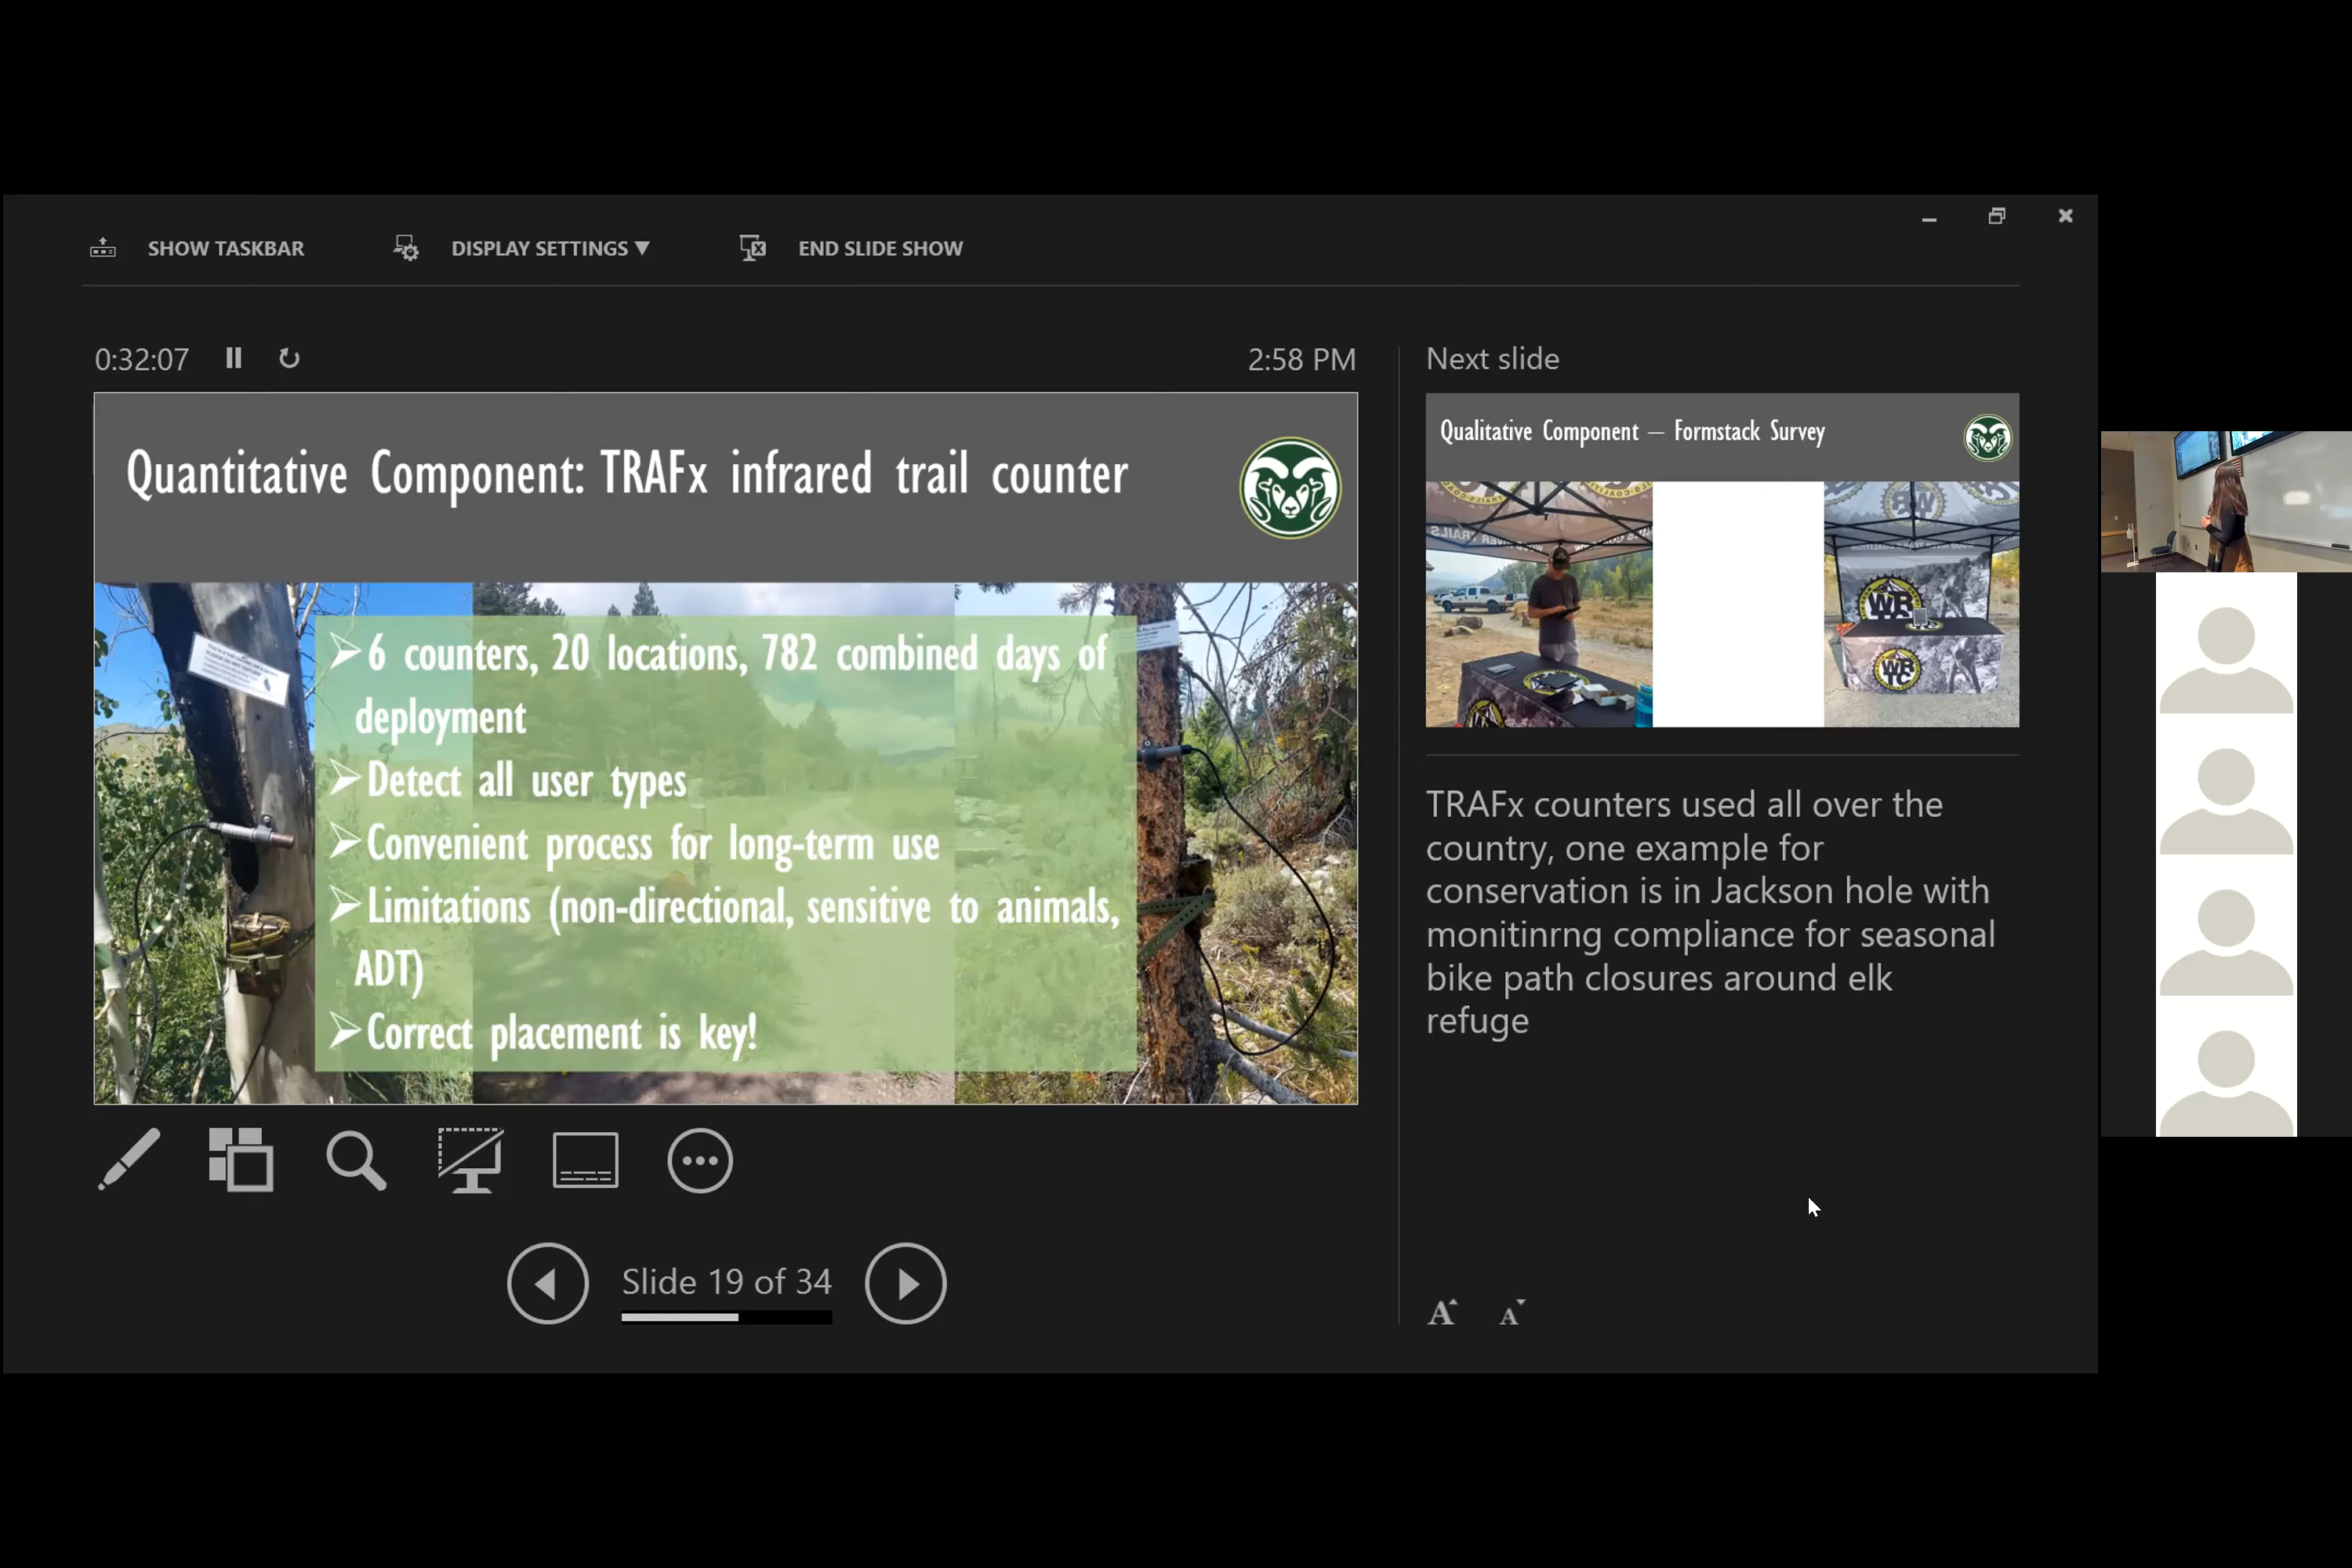 SHOW TASKBAR
DISPLAY SETTINGS ▼
END SLIDE SHOW
0:32:07
2:58 PM
Next slide
Quantitative Component: TRAFx infrared trail counter
6 counters, 20 locations, 782 combined days of
deployment
Detect all user types
Convenient process for long-term use
Limitations (non-directional, sensitive to animals,
ADT)
Correct placement is key!
Qualitative Component – Formstack Survey
WR
TC
WR
TC
TRAFx counters used all over the
country, one example for
conservation is in Jackson hole with
monitinrng compliance for seasonal
bike path closures around elk
refuge
Slide 19 of 34
A A